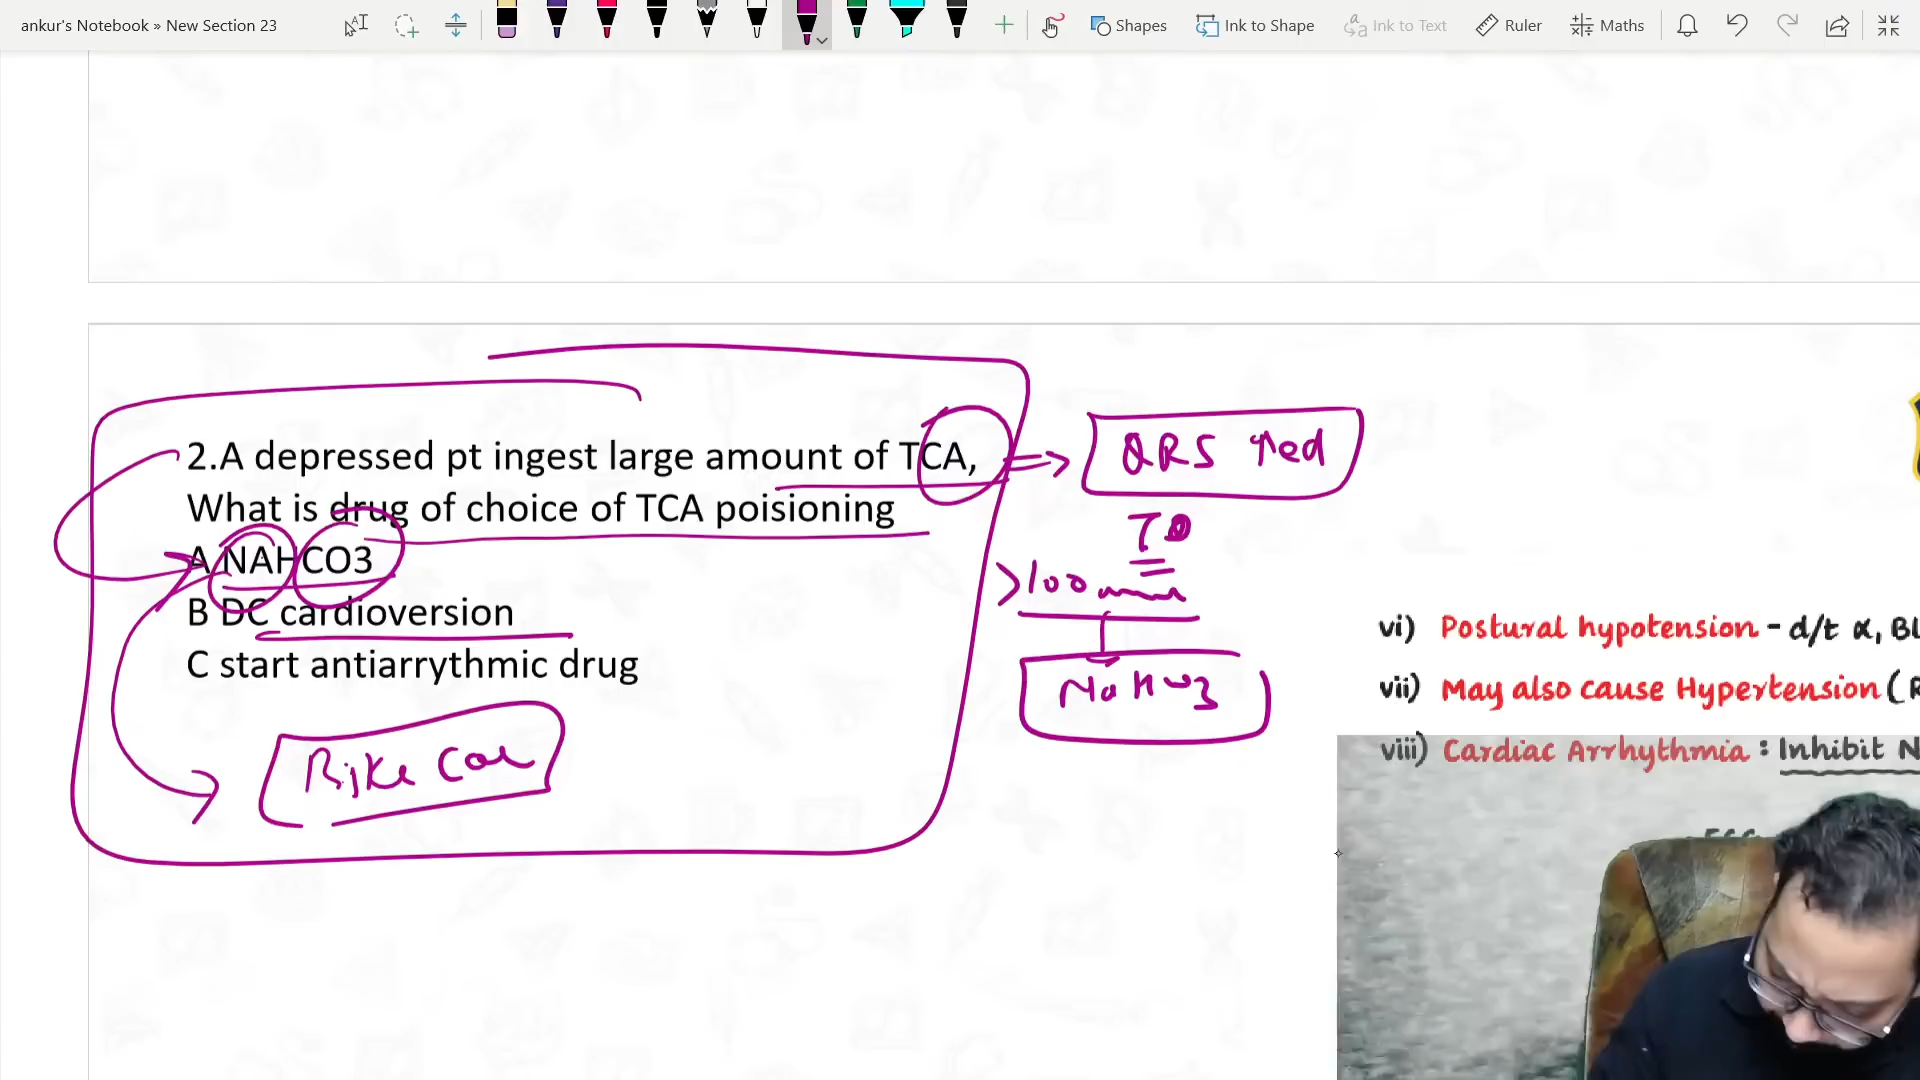 ankur's Notebook » New Section 23
Shapes
Ink to Shape
Ink to Text
Ruler
Maths
2.A depressed pt ingest large amount of TCA,
What is drug of choice of TCA poisioning
A NAHCO3
B DC cardioversion
C start antiarrythmic drug
QRS ↑ed
>100
NaHCO3
vi) Postural hypotension - d/t α, BL
vii) May also cause Hypertension (R
viii) Cardiac Arrhythmia : Inhibit N